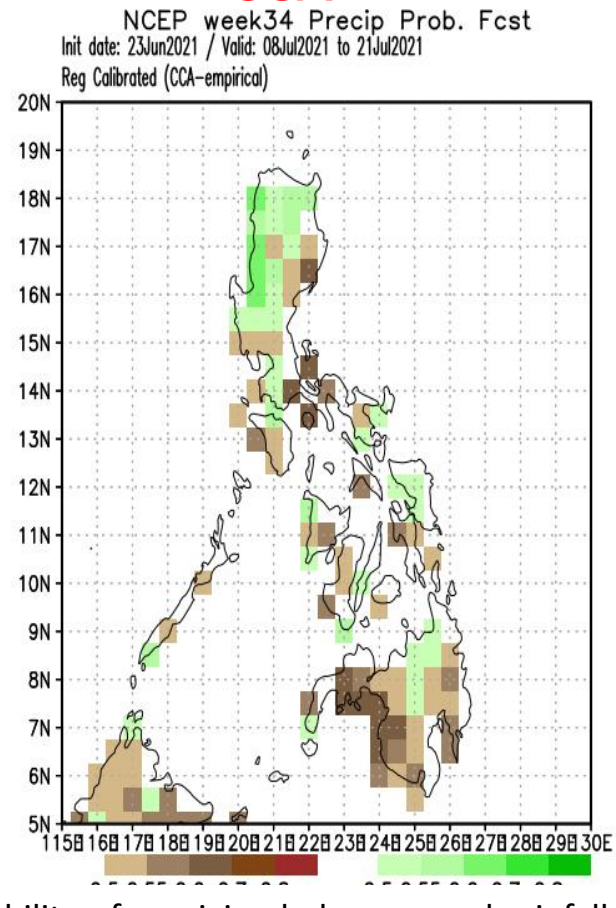 NCEP week34 Precip Prob. Fcst
Init date: 23Jun2021 / Valid: 08Jul2021 to 21Jul2021
Reg Calibrated (CCA-empirical)
20N
19N
18N
17N
16N
15N
14N
13N
12N
11N
10N
9N
8N
7N
6N
5N
115E 116E 117E 118E 119E 120E 121E 122E 123E 124E 125E 126E 127E 128E 129E 130E